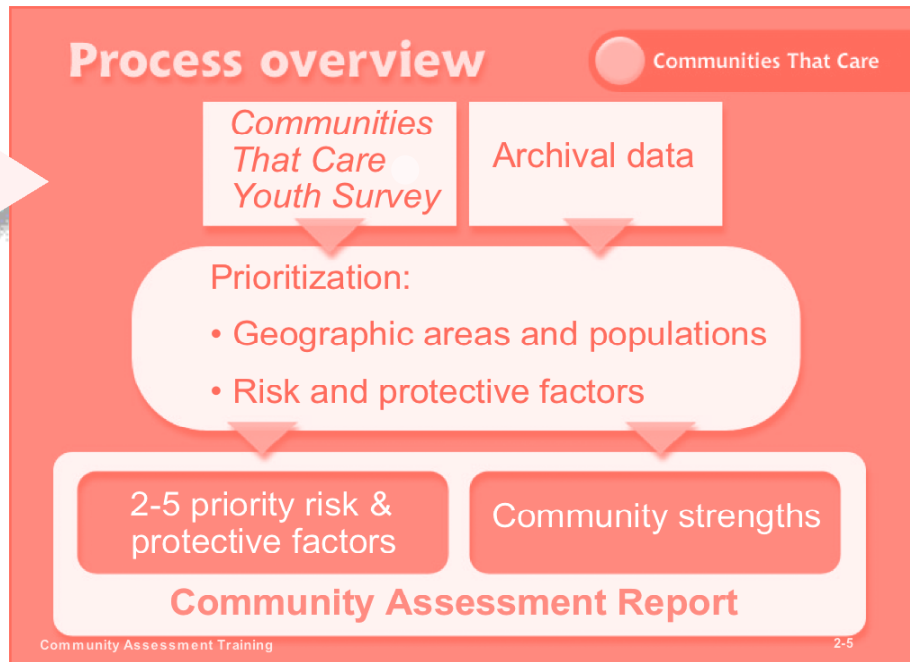 Process overview
Communities That Care
Communities
That Care
Youth Survey
Archival data
Prioritization:
• Geographic areas and populations
• Risk and protective factors
2-5 priority risk &
protective factors
Community strengths
Community Assessment Report
Community Assessment Training
2-5